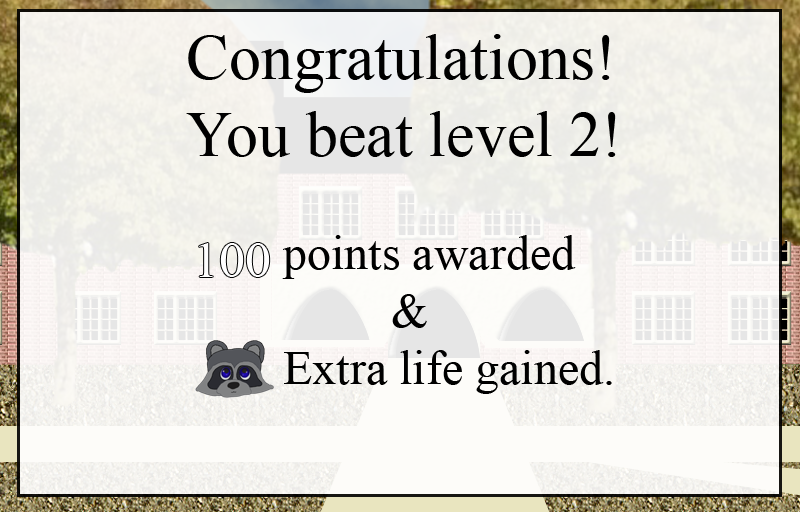 Congratulations!
You beat level 2!
100 points awarded
&
Extra life gained.